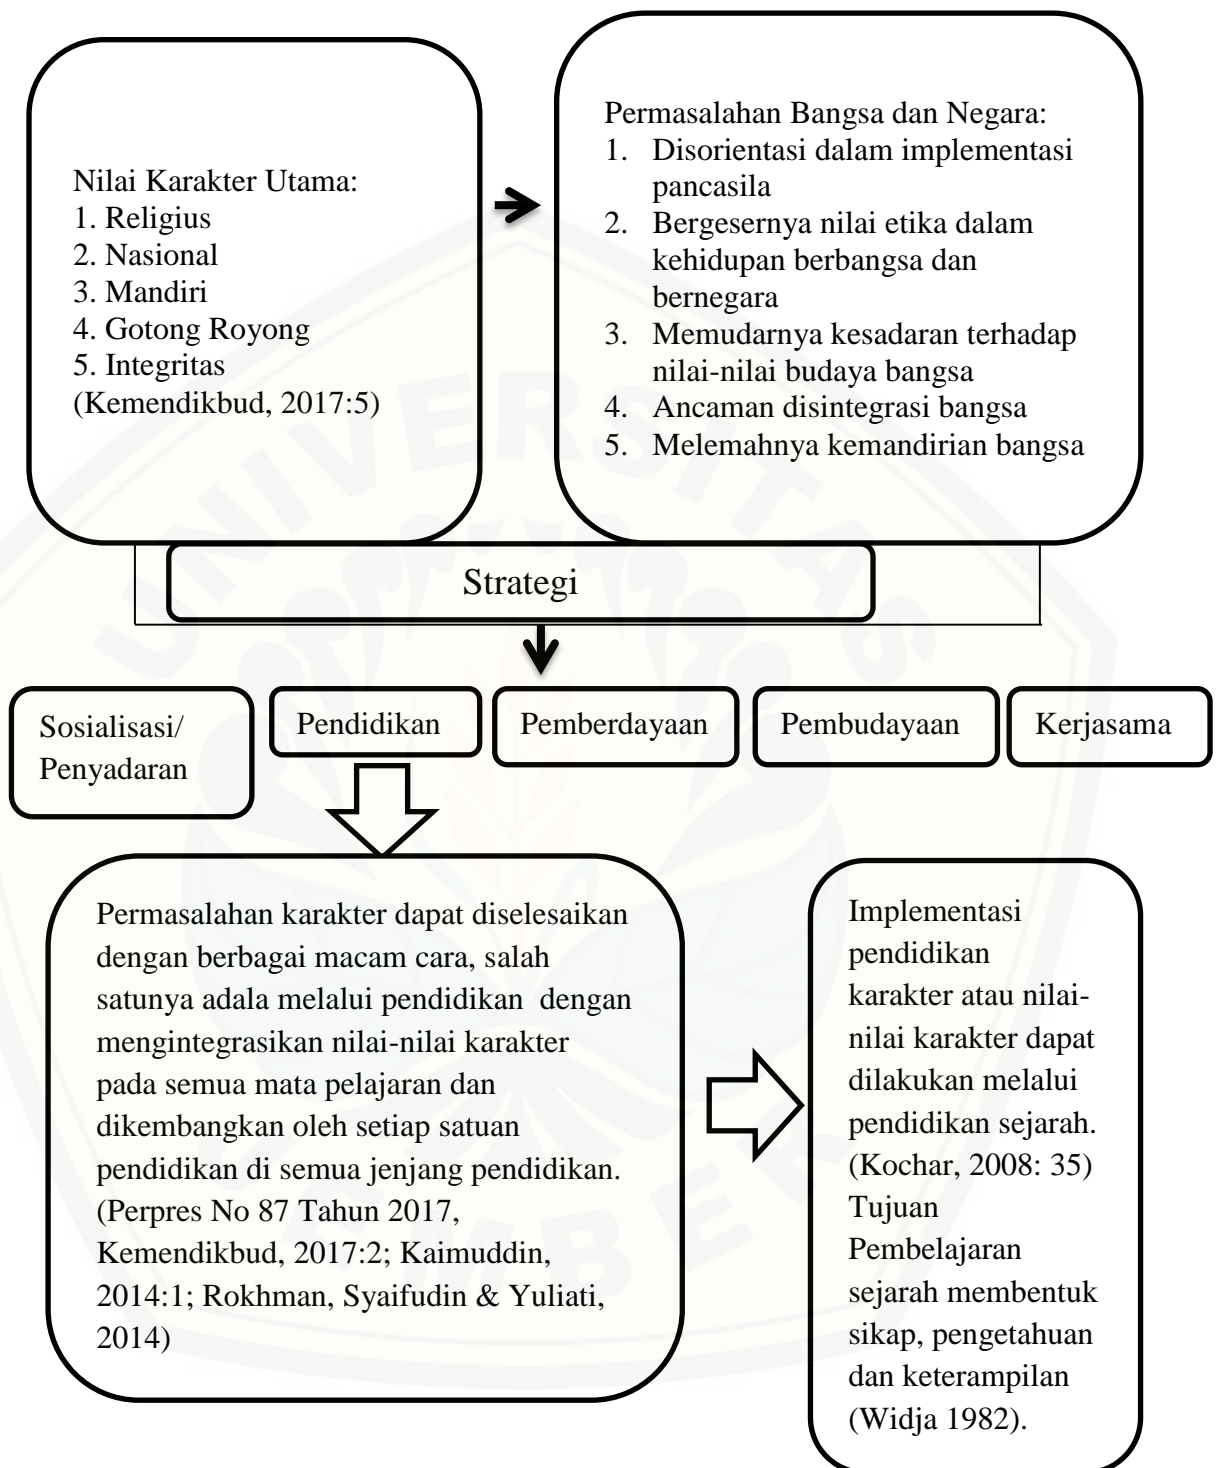 Nilai Karakter Utama:
1. Religius
2. Nasional
3. Mandiri
4. Gotong Royong
5. Integritas
(Kemendikbud, 2017:5)
Permasalahan Bangsa dan Negara:
1. Disorientasi dalam implementasi
pancasila
2. Bergesernya nilai etika dalam
kehidupan berbangsa dan
bernegara
3. Memudarnya kesadaran terhadap
nilai-nilai budaya bangsa
4. Ancaman disintegrasi bangsa
5. Melemahnya kemandirian bangsa
Strategi
Sosialisasi/
Penyadaran
Pendidikan
Pemberdayaan
Pembudayaan
Kerjasama
Permasalahan karakter dapat diselesaikan
dengan berbagai macam cara, salah
satunya adala melalui pendidikan  dengan
mengintegrasikan nilai-nilai karakter
pada semua mata pelajaran dan
dikembangkan oleh setiap satuan
pendidikan di semua jenjang pendidikan.
(Perpres No 87 Tahun 2017,
Kemendikbud, 2017:2; Kaimuddin,
2014:1; Rokhman, Syaifudin & Yuliati,
2014)
Implementasi
pendidikan
karakter atau nilai-
nilai karakter dapat
dilakukan melalui
pendidikan sejarah.
(Kochar, 2008: 35)
Tujuan
Pembelajaran
sejarah membentuk
sikap, pengetahuan
dan keterampilan
(Widja 1982).
UNIVERSITAS
JEMBER